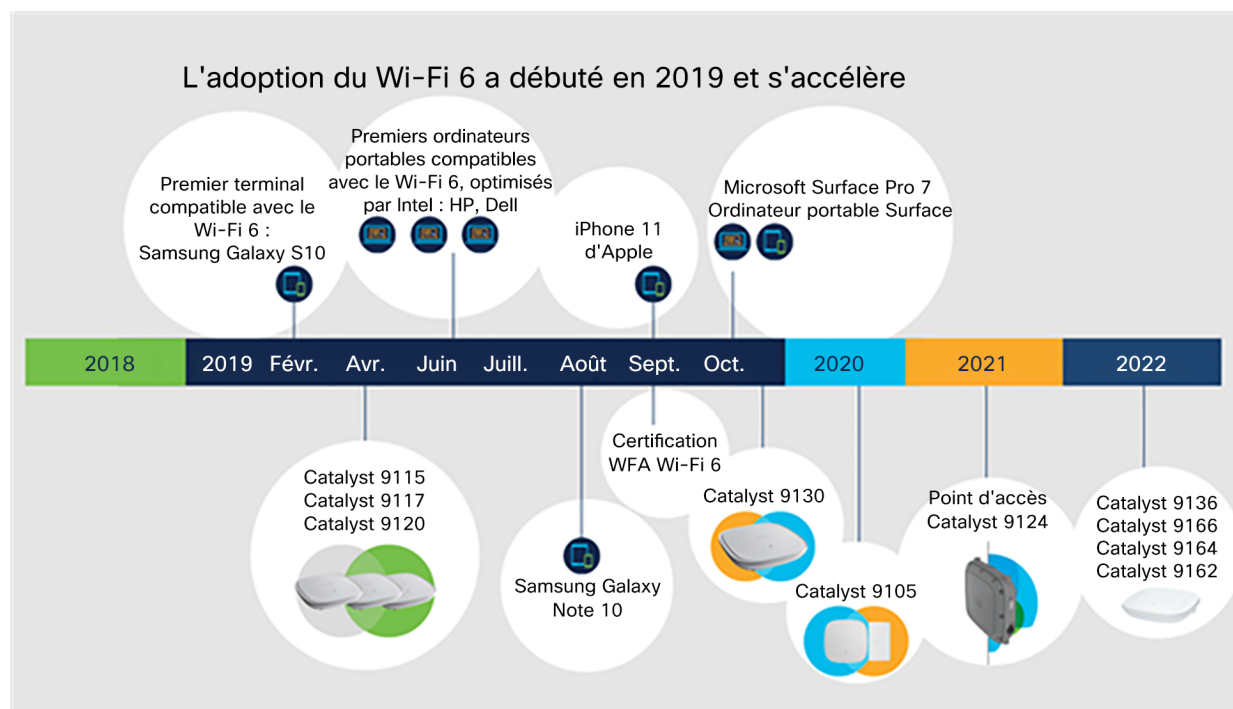 L'adoption du Wi-Fi 6 a débuté en 2019 et s'accélère
Premier terminal
compatible avec le
Wi-Fi 6 :
Samsung Galaxy S10
Premiers ordinateurs
portables compatibles
avec le Wi-Fi 6, optimisés
par Intel : HP, Dell
iPhone 11
d'Apple
Microsoft Surface Pro 7
Ordinateur portable Surface
2018 2019 Févr. Avr. Juin Juill. Août Sept. Oct. 2020 2021 2022
Catalyst 9115
Catalyst 9117
Catalyst 9120
Samsung Galaxy
Note 10
Certification
WFA Wi-Fi 6
Catalyst 9130
Catalyst 9105
Point d'accès
Catalyst 9124
Catalyst 9136
Catalyst 9166
Catalyst 9164
Catalyst 9162